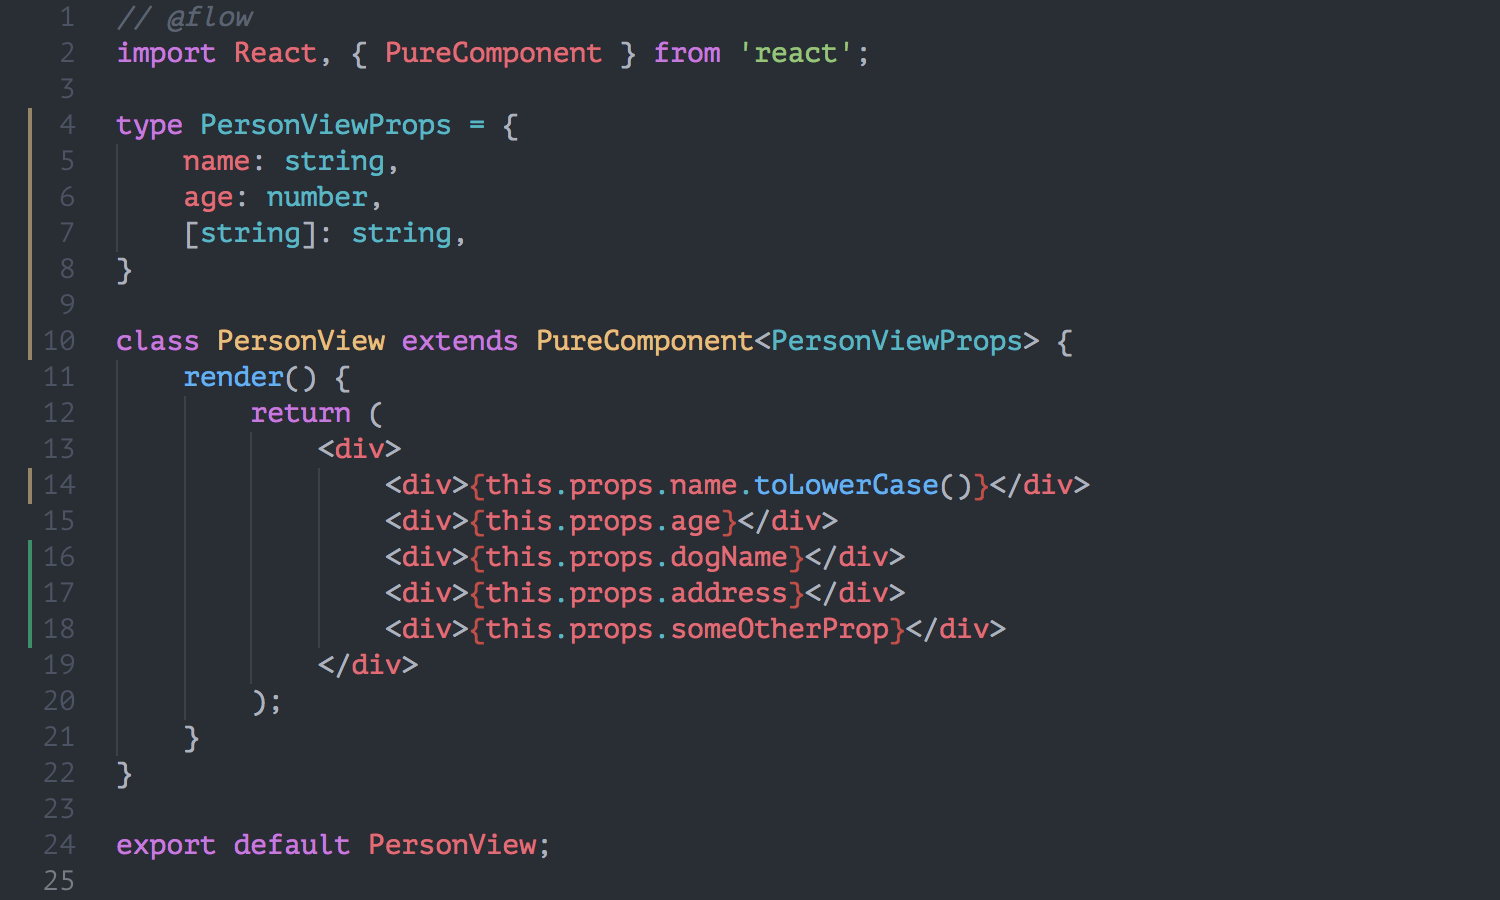 1 // @flow
2 import React, { PureComponent } from 'react';
3
4 type PersonViewProps = {
5     name: string,
6     age: number,
7     [string]: string,
8 }
9
10 class PersonView extends PureComponent<PersonViewProps> {
11     render() {
12         return (
13             <div>
14                 <div>{this.props.name.toLowerCase()}</div>
15                 <div>{this.props.age}</div>
16                 <div>{this.props.dogName}</div>
17                 <div>{this.props.address}</div>
18                 <div>{this.props.someOtherProp}</div>
19             </div>
20         );
21     }
22 }
23
24 export default PersonView;
25